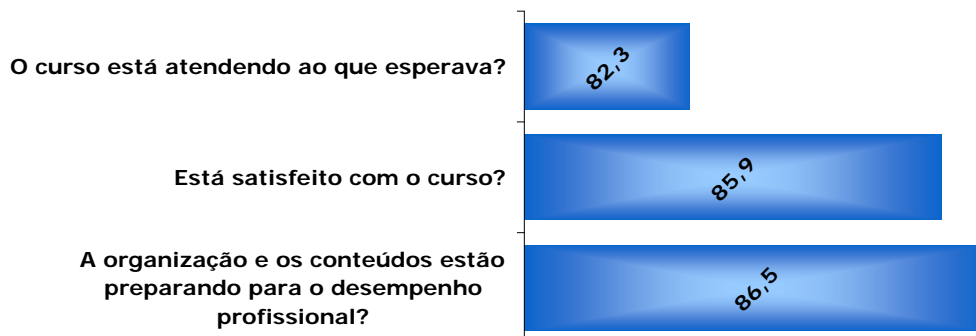 O curso está atendendo ao que esperava?
82,3
Está satisfeito com o curso?
85,9
A organização e os conteúdos estão
preparando para o desempenho
profissional?
86,5